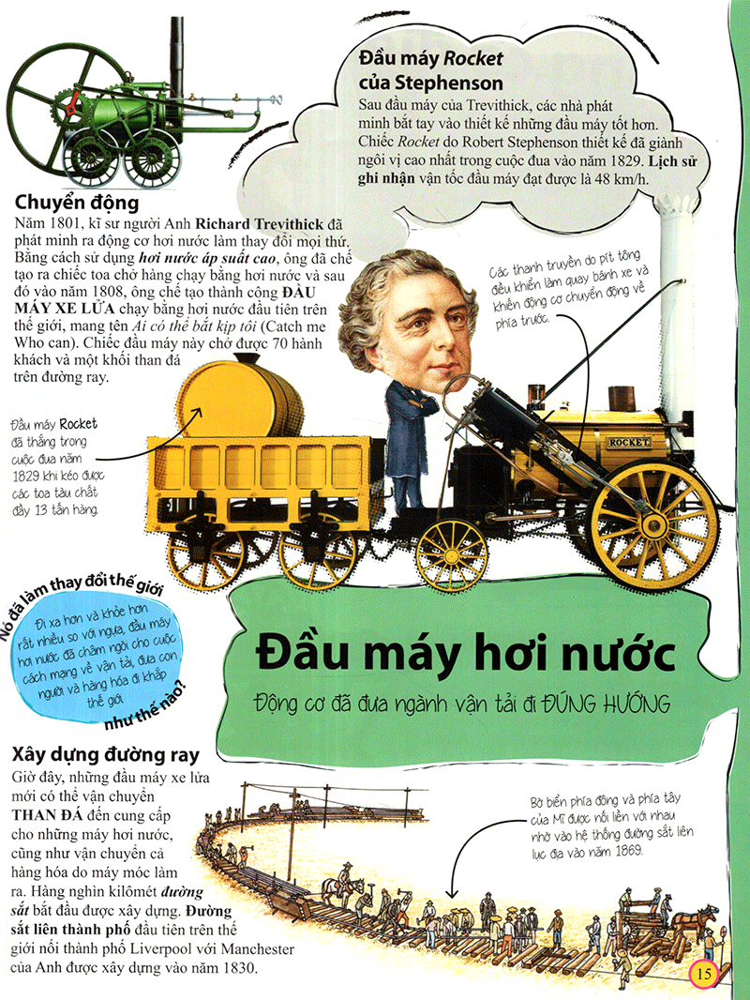 Đầu máy Rocket
của Stephenson
Sau đầu máy của Trevithick, các nhà phát
minh bắt tay vào thiết kế những đầu máy tốt hơn.
Chiếc Rocket do Robert Stephenson thiết kế đã giành
ngôi vị cao nhất trong cuộc đua vào năm 1829. Lịch sử
ghi nhận vận tốc đầu máy đạt được là 48 km/h.
Chuyển động
Năm 1801, kĩ sư người Anh Richard Trevithick đã
phát minh ra động cơ hơi nước làm thay đổi mọi thứ.
Bằng cách sử dụng hơi nước áp suất cao, ông đã chế
tạo ra chiếc toa chở hàng chạy bằng hơi nước và sau
đó vào năm 1808, ông chế tạo thành công ĐẦU
MÁY XE LỬA chạy bằng hơi nước đầu tiên trên
thế giới, mang tên Ai có thể bắt kịp tôi (Catch me
Who can). Chiếc đầu máy này chở được 70 hành
khách và một khối than đá
trên đường ray.
Các thanh truyền do pít tông
điều khiển làm quay bánh xe và
khiến động cơ chuyển động về
phía trước.
Đầu máy Rocket
đã thắng trong
cuộc đua năm
1829 khi kéo được
các toa tàu chất
đầy 13 tấn hàng.
ROCKET
Nó đã làm thay đổi thế giới
Đi xa hơn và khỏe hơn
rất nhiều so với ngựa, đầu máy
hơi nước đã châm ngòi cho cuộc
cách mạng về vận tải, đưa con
người và hàng hóa đi khắp
thế giới
như thế nào?
Đầu máy hơi nước
Động cơ đã đưa ngành vận tải đi ĐÚNG HƯỚNG
Xây dựng đường ray
Giờ đây, những đầu máy xe lửa
mới có thể vận chuyển
THAN ĐÁ đến cung cấp
cho những máy hơi nước,
cũng như vận chuyển cả
hàng hóa do máy móc làm
ra. Hàng nghìn kilômét đường
sắt bắt đầu được xây dựng. Đường
sắt liên thành phố đầu tiên trên thế
giới nối thành phố Liverpool với Manchester
của Anh được xây dựng vào năm 1830.
Bờ biển phía đông và phía tây
của Mĩ được nối liền với nhau
nhờ vào hệ thống đường sắt liên
lục địa vào năm 1869.
15